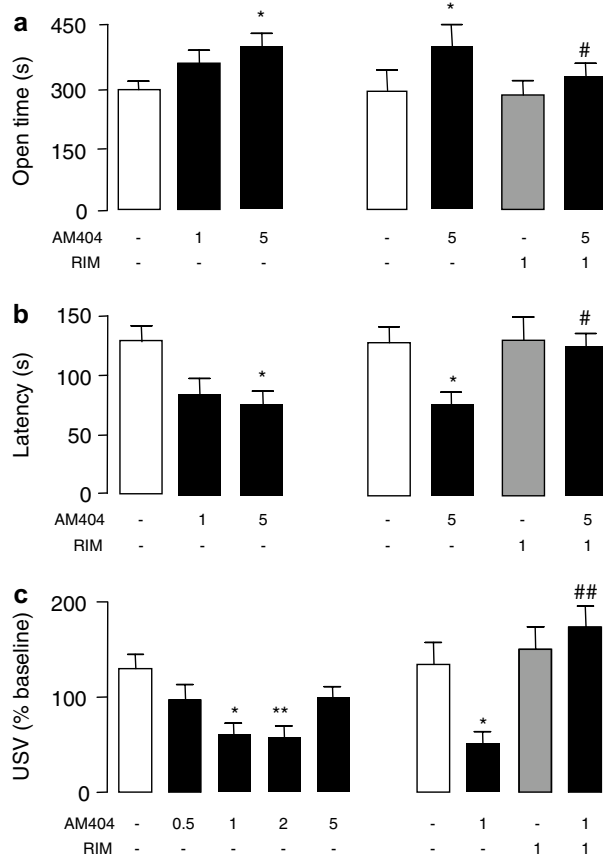 a
Open time (s)
450
300
150
0
* * #
AM404 - 1 5 - 5 - 5
RIM - - - - - 1 1
b
Latency (s)
150
100
50
0
* * #
AM404 - 1 5 - 5 - 5
RIM - - - - - 1 1
c
USV (% baseline)
200
100
0
* ** * ##
AM404 - 0.5 1 2 5 - 1 - 1
RIM - - - - - - - 1 1